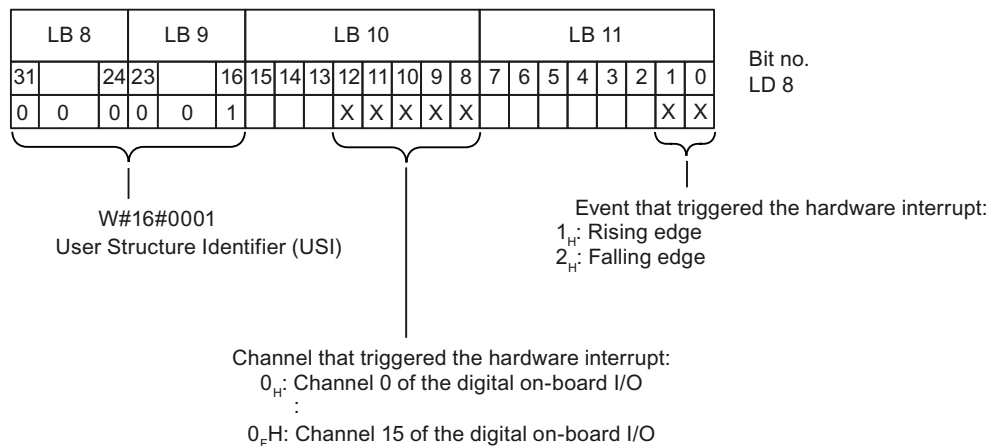 LB 8 LB 9 LB 10 LB 11
Bit no.
31 24 23 16 15 14 13 12 11 10 9 8 7 6 5 4 3 2 1 0
LD 8
0 0 0 0 0 1 X X X X X X X
W#16#0001
User Structure Identifier (USI)
Event that triggered the hardware interrupt:
1H: Rising edge
2H: Falling edge
Channel that triggered the hardware interrupt:
0H: Channel 0 of the digital on-board I/O
:
0FH: Channel 15 of the digital on-board I/O